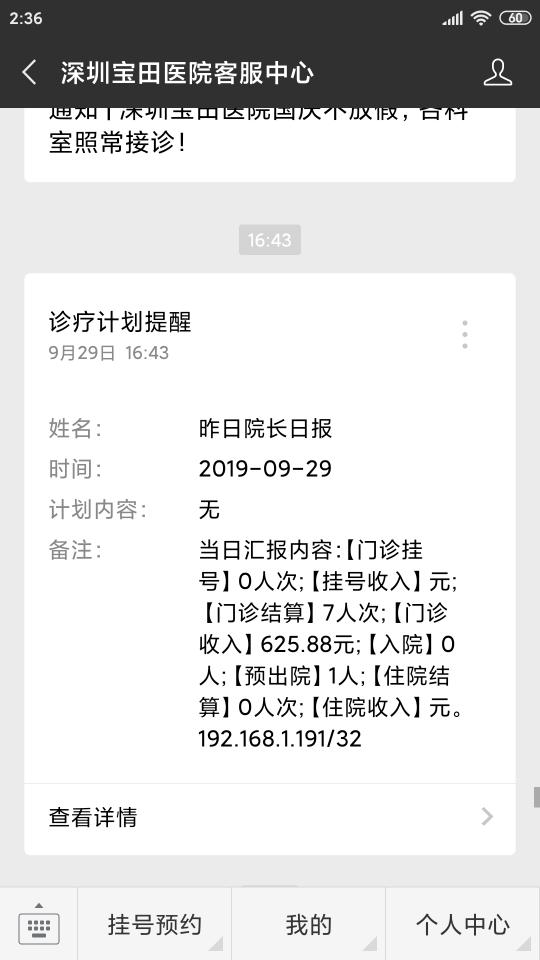 2:36
60
深圳宝田医院客服中心
通知|深圳宝田医院国庆不放假，各科
室照常接诊！
16:43
诊疗计划提醒
9月29日 16:43
姓名： 昨日院长日报
时间： 2019-09-29
计划内容： 无
备注： 当日汇报内容:【门诊挂
号】0人次;【挂号收入】元;
【门诊结算】7人次;【门诊
收入】625.88元;【入院】0
人;【预出院】1人;【住院结
算】0人次;【住院收入】元。
192.168.1.191/32
查看详情
挂号预约 我的 个人中心